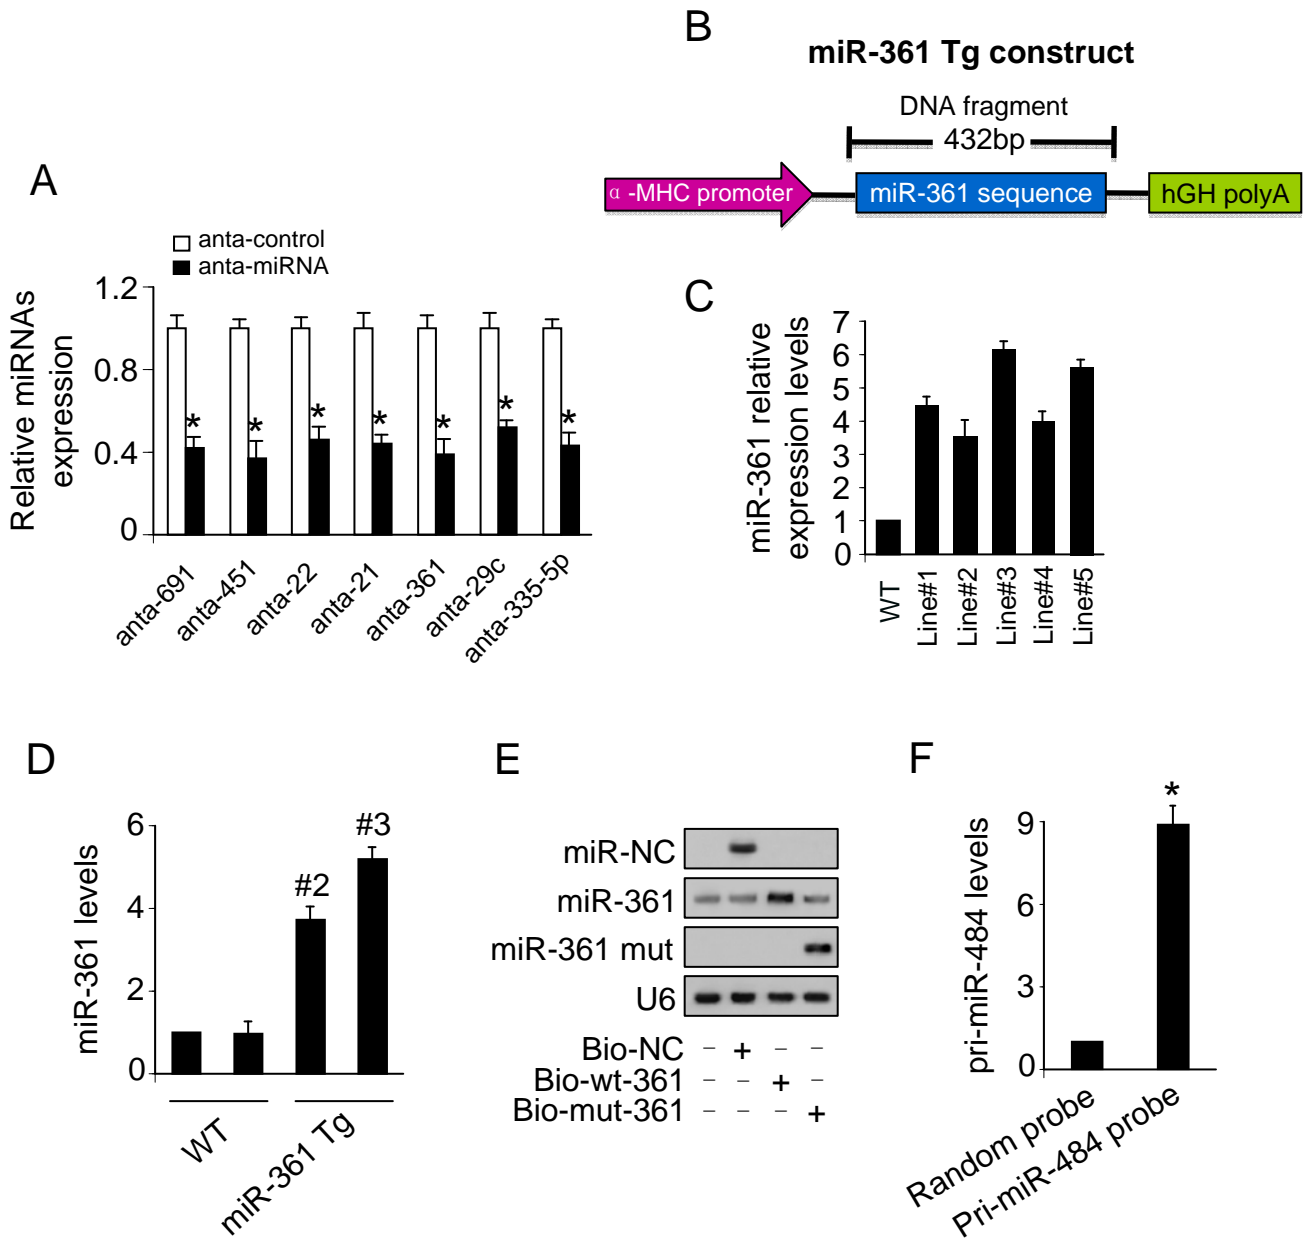 A
anta-control
anta-miRNA
Relative miRNAs
expression
1.2
0.8
0.4
0
* * * * * * *
anta-691
anta-451
anta-22
anta-21
anta-361
anta-29c
anta-335-5p
B
miR-361 Tg construct
DNA fragment
432bp
α-MHC promoter
miR-361 sequence
hGH polyA
C
miR-361 relative
expression levels
7
6
5
4
3
2
1
0
WT
Line#1
Line#2
Line#3
Line#4
Line#5
D
miR-361 levels
6
4
2
0
#2
#3
WT
miR-361 Tg
E
miR-NC
miR-361
miR-361 mut
U6
Bio-NC − + − −
Bio-wt-361 − − + −
Bio-mut-361 − − − +
F
pri-miR-484 levels
9
6
3
0
*
Random probe
Pri-miR-484 probe